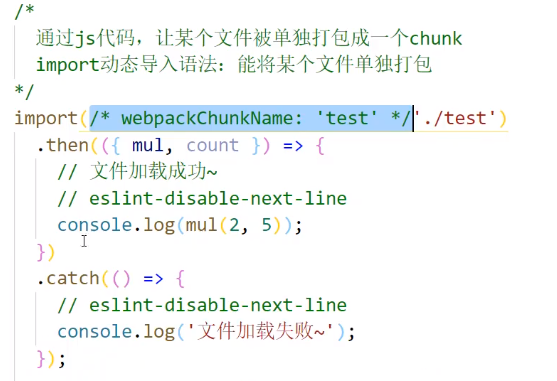 /*
通过js代码，让某个文件被单独打包成一个chunk
import动态导入语法：能将某个文件单独打包
*/
import(/* webpackChunkName: 'test' */'./test')
.then(({ mul, count }) => {
// 文件加载成功~
// eslint-disable-next-line
console.log(mul(2, 5));
})
.catch(() => {
// eslint-disable-next-line
console.log('文件加载失败~');
});